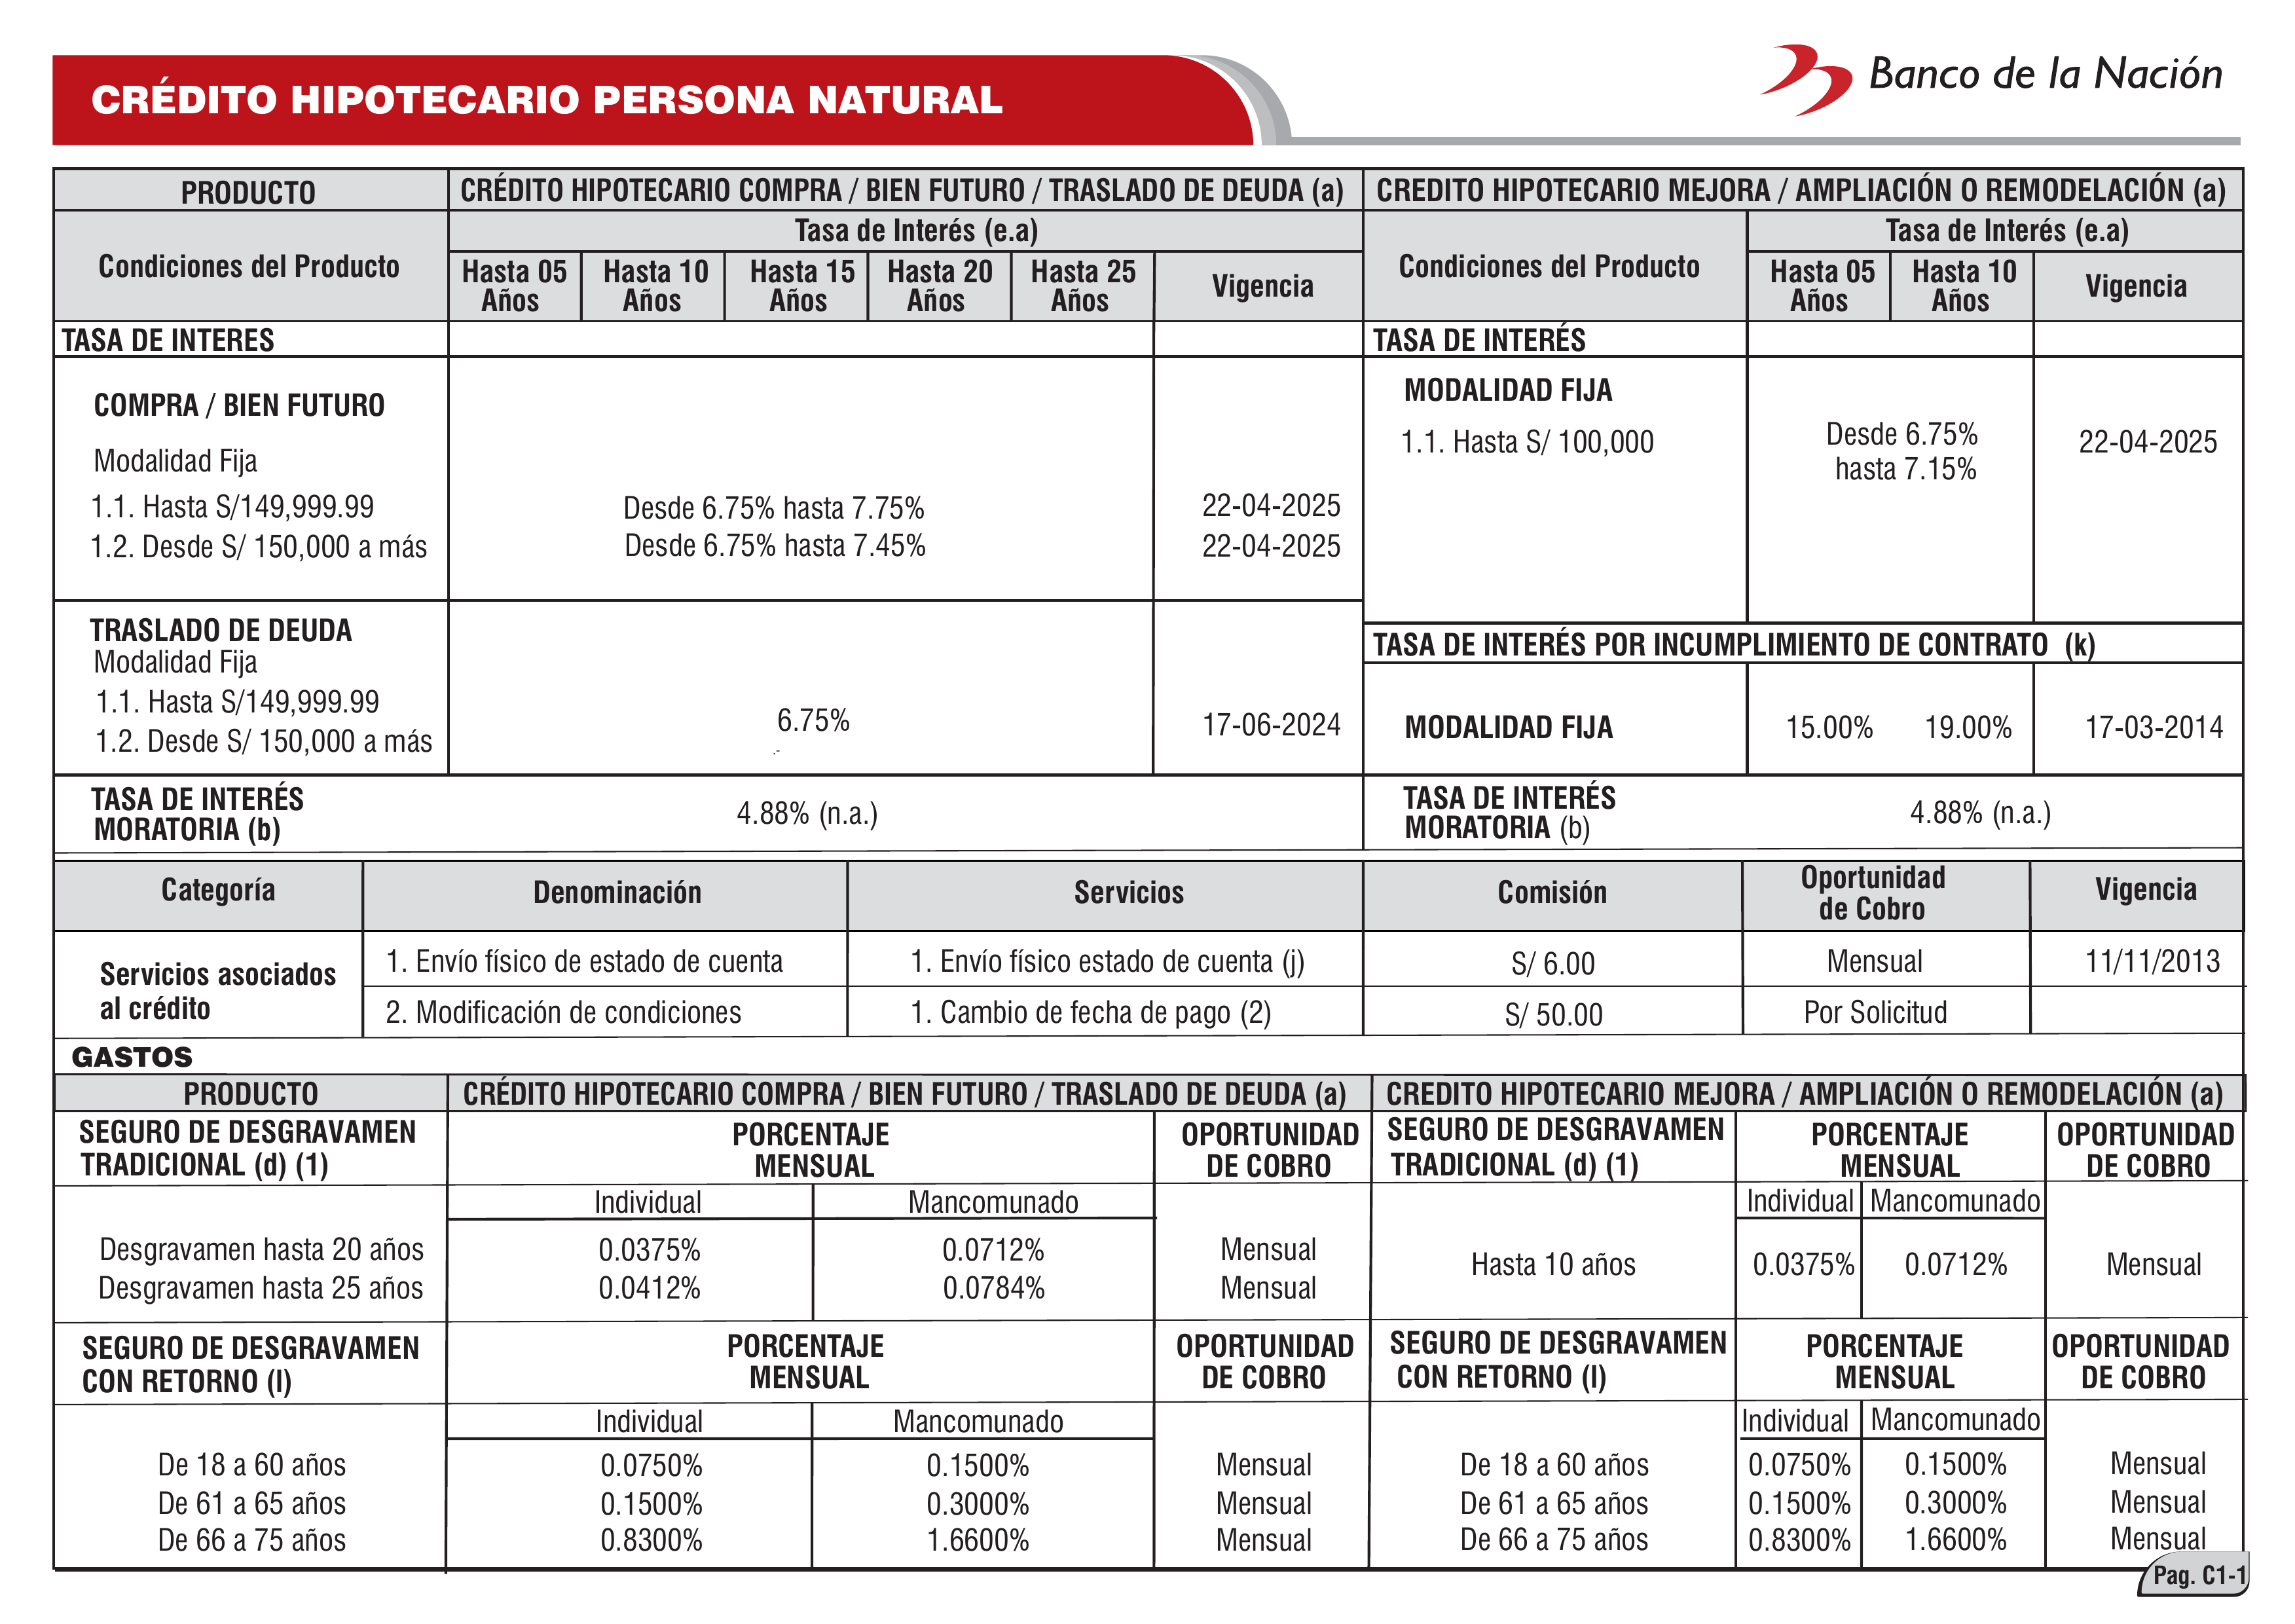 CRÉDITO HIPOTECARIO PERSONA NATURAL
Banco de la Nación
PRODUCTO
CRÉDITO HIPOTECARIO COMPRA / BIEN FUTURO / TRASLADO DE DEUDA (a)
CREDITO HIPOTECARIO MEJORA / AMPLIACIÓN O REMODELACIÓN (a)
Condiciones del Producto
Tasa de Interés (e.a)
Hasta 05 Años
Hasta 10 Años
Hasta 15 Años
Hasta 20 Años
Hasta 25 Años
Vigencia
Condiciones del Producto
Tasa de Interés (e.a)
Hasta 05 Años
Hasta 10 Años
Vigencia
TASA DE INTERES
COMPRA / BIEN FUTURO
Modalidad Fija
1.1. Hasta S/149,999.99 Desde 6.75% hasta 7.75% 22-04-2025
1.2. Desde S/ 150,000 a más Desde 6.75% hasta 7.45% 22-04-2025
TRASLADO DE DEUDA
Modalidad Fija
1.1. Hasta S/149,999.99
1.2. Desde S/ 150,000 a más
6.75% 17-06-2024
TASA DE INTERÉS
MORATORIA (b)
4.88% (n.a.)
TASA DE INTERÉS
MODALIDAD FIJA
1.1. Hasta S/ 100,000
Desde 6.75%
hasta 7.15%
22-04-2025
TASA DE INTERÉS POR INCUMPLIMIENTO DE CONTRATO (k)
MODALIDAD FIJA 15.00% 19.00% 17-03-2014
TASA DE INTERÉS
MORATORIA (b)
4.88% (n.a.)
Categoría
Denominación
Servicios
Comisión
Oportunidad
de Cobro
Vigencia
Servicios asociados
al crédito
1. Envío físico de estado de cuenta 1. Envío físico estado de cuenta (j) S/ 6.00 Mensual 11/11/2013
2. Modificación de condiciones 1. Cambio de fecha de pago (2) S/ 50.00 Por Solicitud
GASTOS
PRODUCTO
CRÉDITO HIPOTECARIO COMPRA / BIEN FUTURO / TRASLADO DE DEUDA (a)
CREDITO HIPOTECARIO MEJORA / AMPLIACIÓN O REMODELACIÓN (a)
SEGURO DE DESGRAVAMEN
TRADICIONAL (d) (1)
PORCENTAJE
MENSUAL
OPORTUNIDAD
DE COBRO
Individual Mancomunado
Desgravamen hasta 20 años 0.0375% 0.0712% Mensual
Desgravamen hasta 25 años 0.0412% 0.0784% Mensual
SEGURO DE DESGRAVAMEN
TRADICIONAL (d) (1)
PORCENTAJE
MENSUAL
OPORTUNIDAD
DE COBRO
Individual Mancomunado
Hasta 10 años 0.0375% 0.0712% Mensual
SEGURO DE DESGRAVAMEN
CON RETORNO (l)
PORCENTAJE
MENSUAL
OPORTUNIDAD
DE COBRO
Individual Mancomunado
De 18 a 60 años 0.0750% 0.1500% Mensual
De 61 a 65 años 0.1500% 0.3000% Mensual
De 66 a 75 años 0.8300% 1.6600% Mensual
SEGURO DE DESGRAVAMEN
CON RETORNO (l)
PORCENTAJE
MENSUAL
OPORTUNIDAD
DE COBRO
Individual Mancomunado
De 18 a 60 años 0.0750% 0.1500% Mensual
De 61 a 65 años 0.1500% 0.3000% Mensual
De 66 a 75 años 0.8300% 1.6600% Mensual
Pag. C1-1